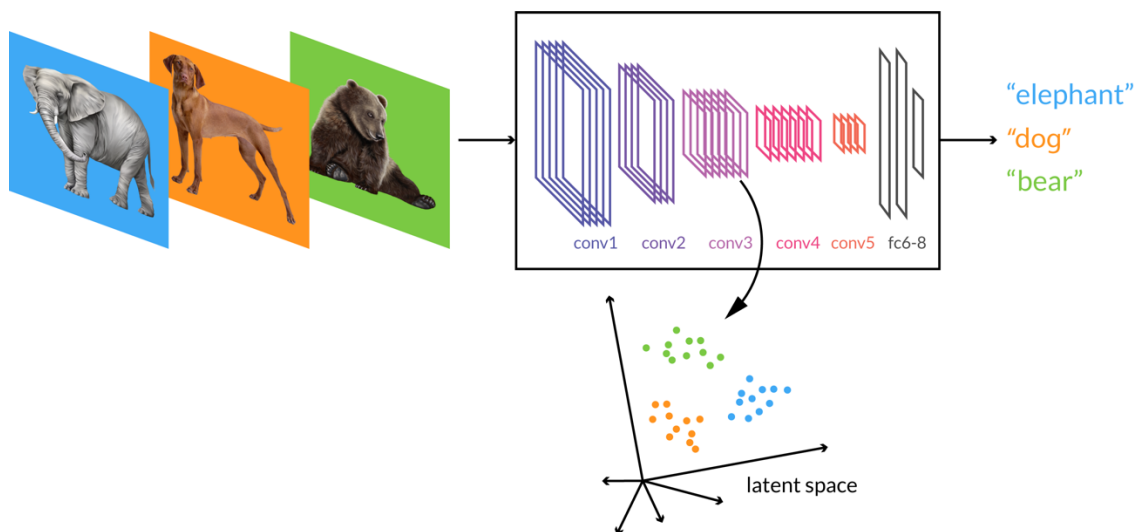 “elephant”
“dog”
“bear”
conv1 conv2 conv3 conv4 conv5 fc6-8
latent space